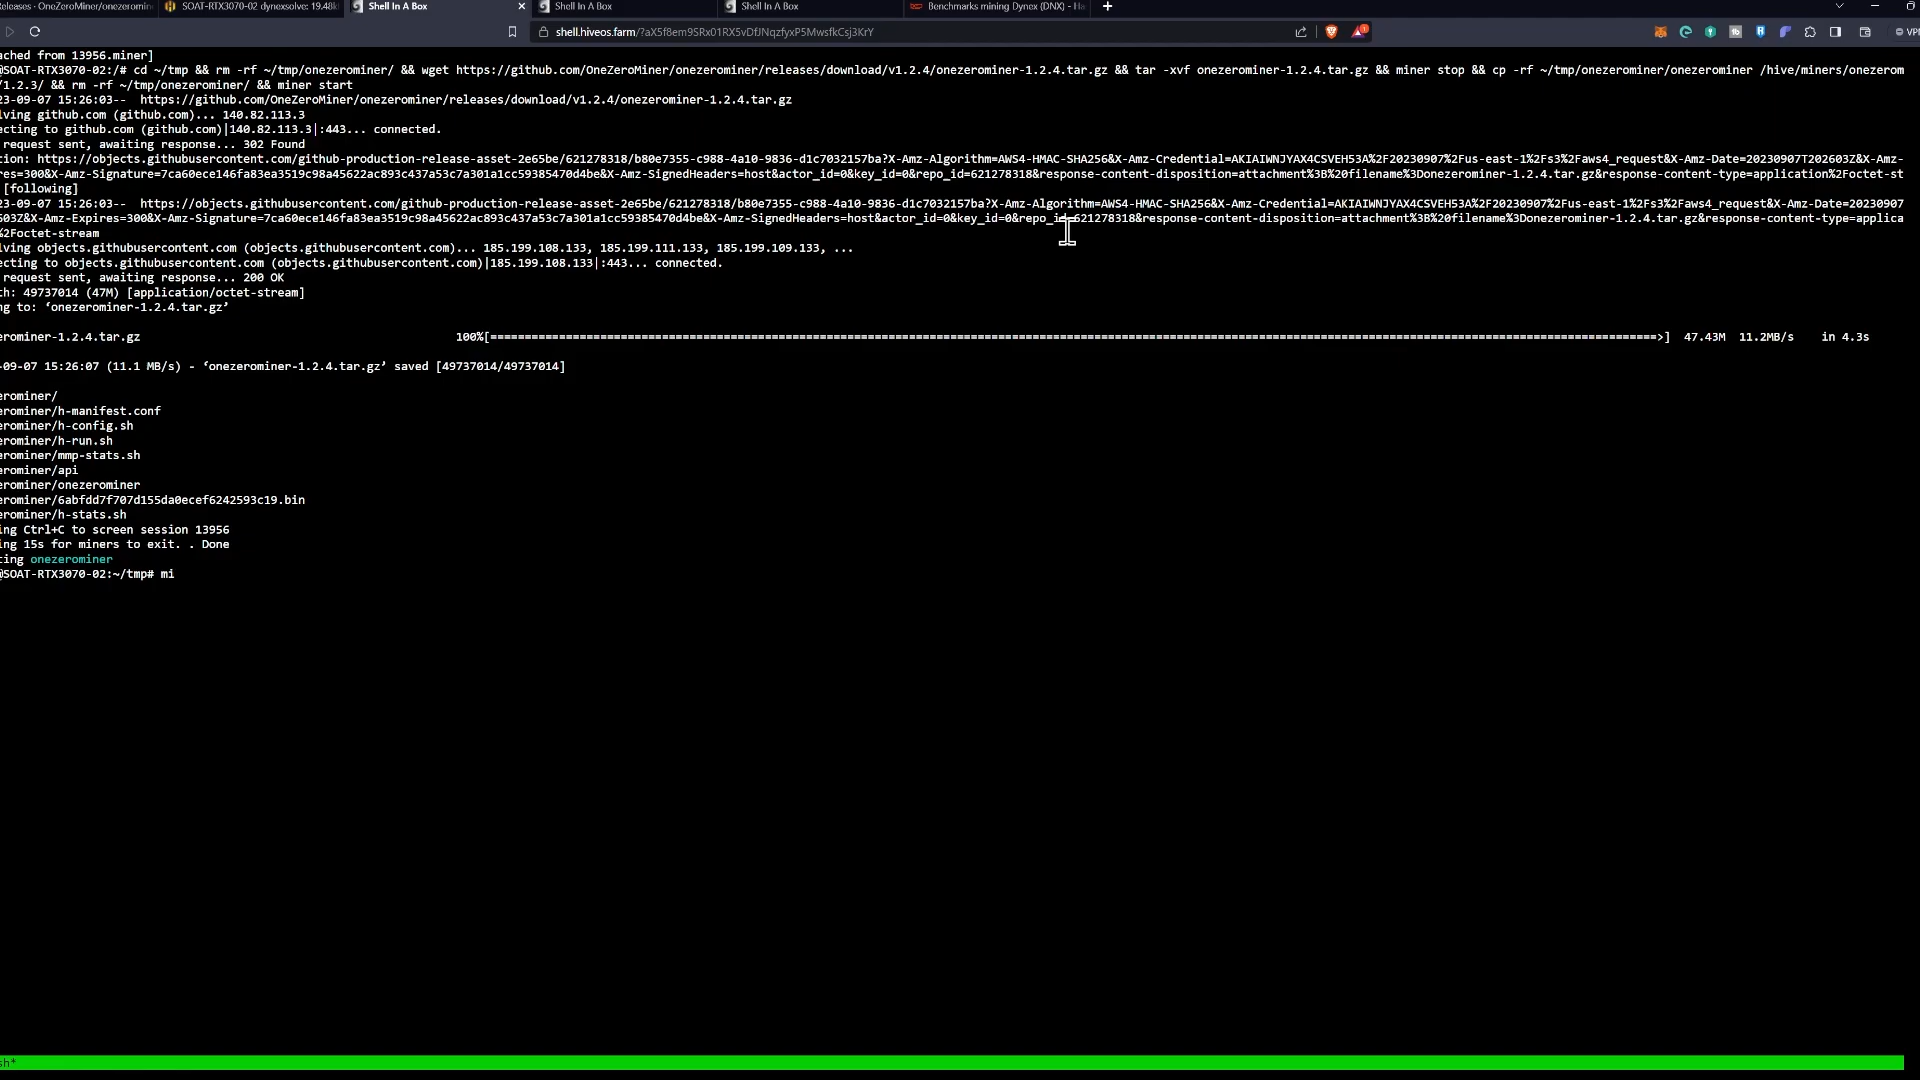 eleases · OneZeroMiner/onezeromin
SOAT-RTX3070-02 dynexsolve: 19.48k
Shell In A Box
Shell In A Box
Shell In A Box
Benchmarks mining Dynex (DNX) - Ha
shell.hiveos.farm/?aX5f8em9SRx01RX5vDfJNqzfyxP5MwsfkCsj3KrY
VPN
ached from 13956.miner]
@SOAT-RTX3070-02:/# cd ~/tmp && rm -rf ~/tmp/onezerominer/ && wget https://github.com/OneZeroMiner/onezerominer/releases/download/v1.2.4/onezerominer-1.2.4.tar.gz && tar -xvf onezerominer-1.2.4.tar.gz && miner stop && cp -rf ~/tmp/onezerominer/onezerominer /hive/miners/onezerom
/1.2.3/ && rm -rf ~/tmp/onezerominer/ && miner start
23-09-07 15:26:03-- https://github.com/OneZeroMiner/onezerominer/releases/download/v1.2.4/onezerominer-1.2.4.tar.gz
lving github.com (github.com)... 140.82.113.3
ecting to github.com (github.com)|140.82.113.3|:443... connected.
request sent, awaiting response... 302 Found
tion: https://objects.githubusercontent.com/github-production-release-asset-2e65be/621278318/b80e7355-c988-4a10-9836-d1c7032157ba?X-Amz-Algorithm=AWS4-HMAC-SHA256&X-Amz-Credential=AKIAIWNJYAX4CSVEH53A%2F20230907%2Fus-east-1%2Fs3%2Faws4_request&X-Amz-Date=20230907T202603Z&X-Amz-
res=300&X-Amz-Signature=7ca60ece146fa83ea3519c98a45622ac893c437a53c7a301a1cc59385470d4be&X-Amz-SignedHeaders=host&actor_id=0&key_id=0&repo_id=621278318&response-content-disposition=attachment%3B%20filename%3Donezerominer-1.2.4.tar.gz&response-content-type=application%2Foctet-st
[following]
23-09-07 15:26:03-- https://objects.githubusercontent.com/github-production-release-asset-2e65be/621278318/b80e7355-c988-4a10-9836-d1c7032157ba?X-Amz-Algorithm=AWS4-HMAC-SHA256&X-Amz-Credential=AKIAIWNJYAX4CSVEH53A%2F20230907%2Fus-east-1%2Fs3%2Faws4_request&X-Amz-Date=20230907
603Z&X-Amz-Expires=300&X-Amz-Signature=7ca60ece146fa83ea3519c98a45622ac893c437a53c7a301a1cc59385470d4be&X-Amz-SignedHeaders=host&actor_id=0&key_id=0&repo_id=621278318&response-content-disposition=attachment%3B%20filename%3Donezerominer-1.2.4.tar.gz&response-content-type=applica
%2Foctet-stream
lving objects.githubusercontent.com (objects.githubusercontent.com)... 185.199.108.133, 185.199.111.133, 185.199.109.133, ...
ecting to objects.githubusercontent.com (objects.githubusercontent.com)|185.199.108.133|:443... connected.
request sent, awaiting response... 200 OK
th: 49737014 (47M) [application/octet-stream]
ng to: ‘onezerominer-1.2.4.tar.gz’
erominer-1.2.4.tar.gz 100%[==================================================>] 47.43M 11.2MB/s in 4.3s
-09-07 15:26:07 (11.1 MB/s) - ‘onezerominer-1.2.4.tar.gz’ saved [49737014/49737014]
erominer/
erominer/h-manifest.conf
erominer/h-config.sh
erominer/h-run.sh
erominer/mmp-stats.sh
erominer/api
erominer/onezerominer
erominer/6abfdd7f707d155da0ecef6242593c19.bin
erominer/h-stats.sh
ing Ctrl+C to screen session 13956
ing 15s for miners to exit. . Done
ting onezerominer
@SOAT-RTX3070-02:~/tmp# mi
sh*